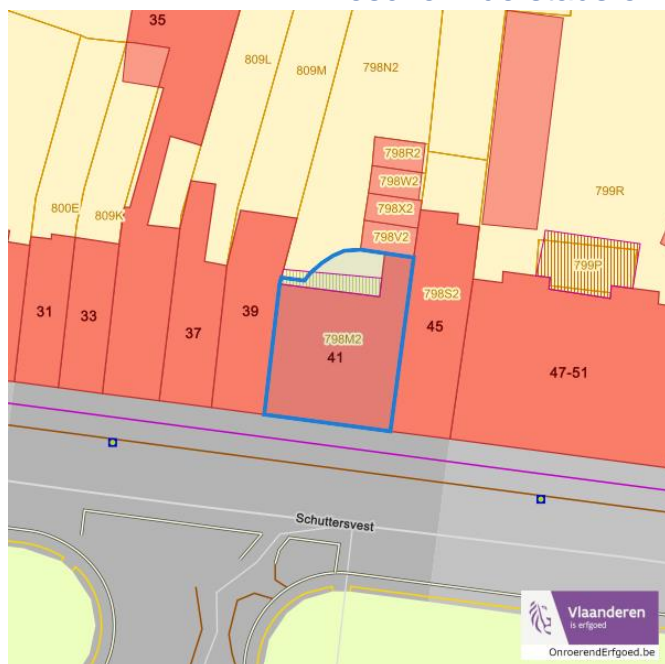 35
809L
809M
798N2
798R2
798W2
798X2
798V2
799R
800E
809K
799P
798S2
31
33
37
39
798M2
41
45
47-51
Schuttersvest
Vlaanderen
is erfgoed
OnroerendErfgoed.be